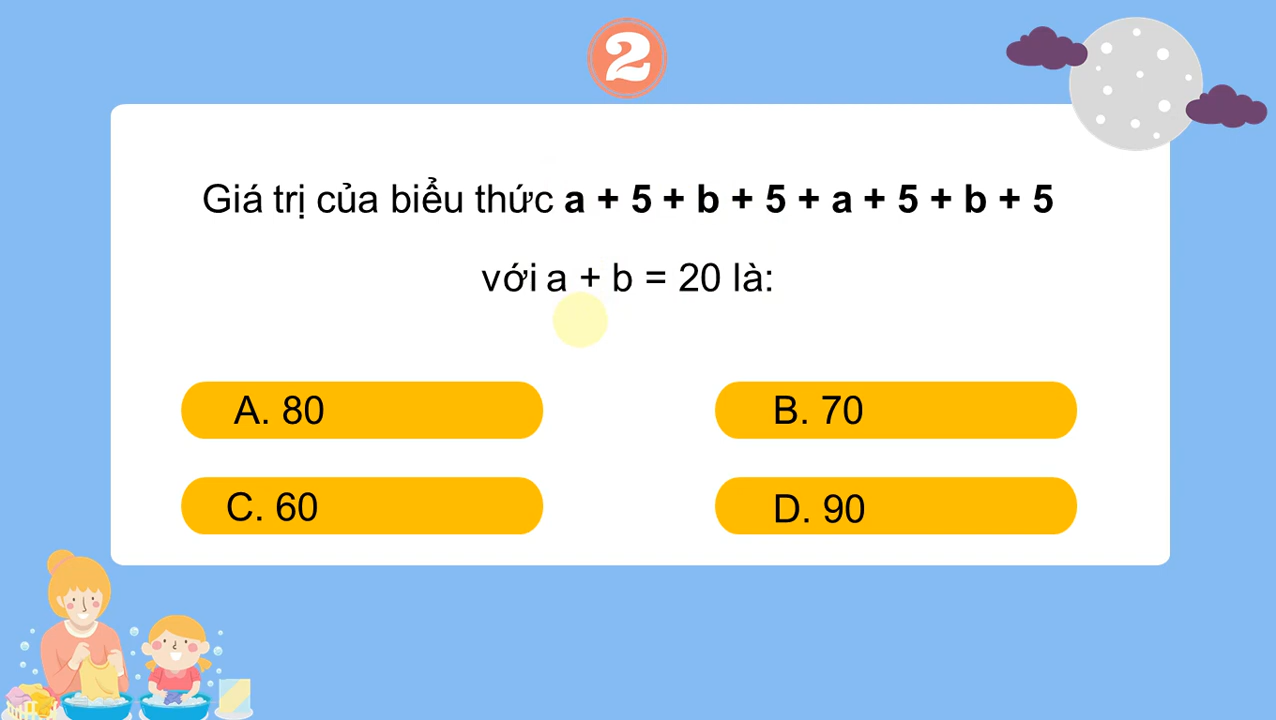 2
Giá trị của biểu thức a + 5 + b + 5 + a + 5 + b + 5
với a + b = 20 là:
A. 80
B. 70
C. 60
D. 90